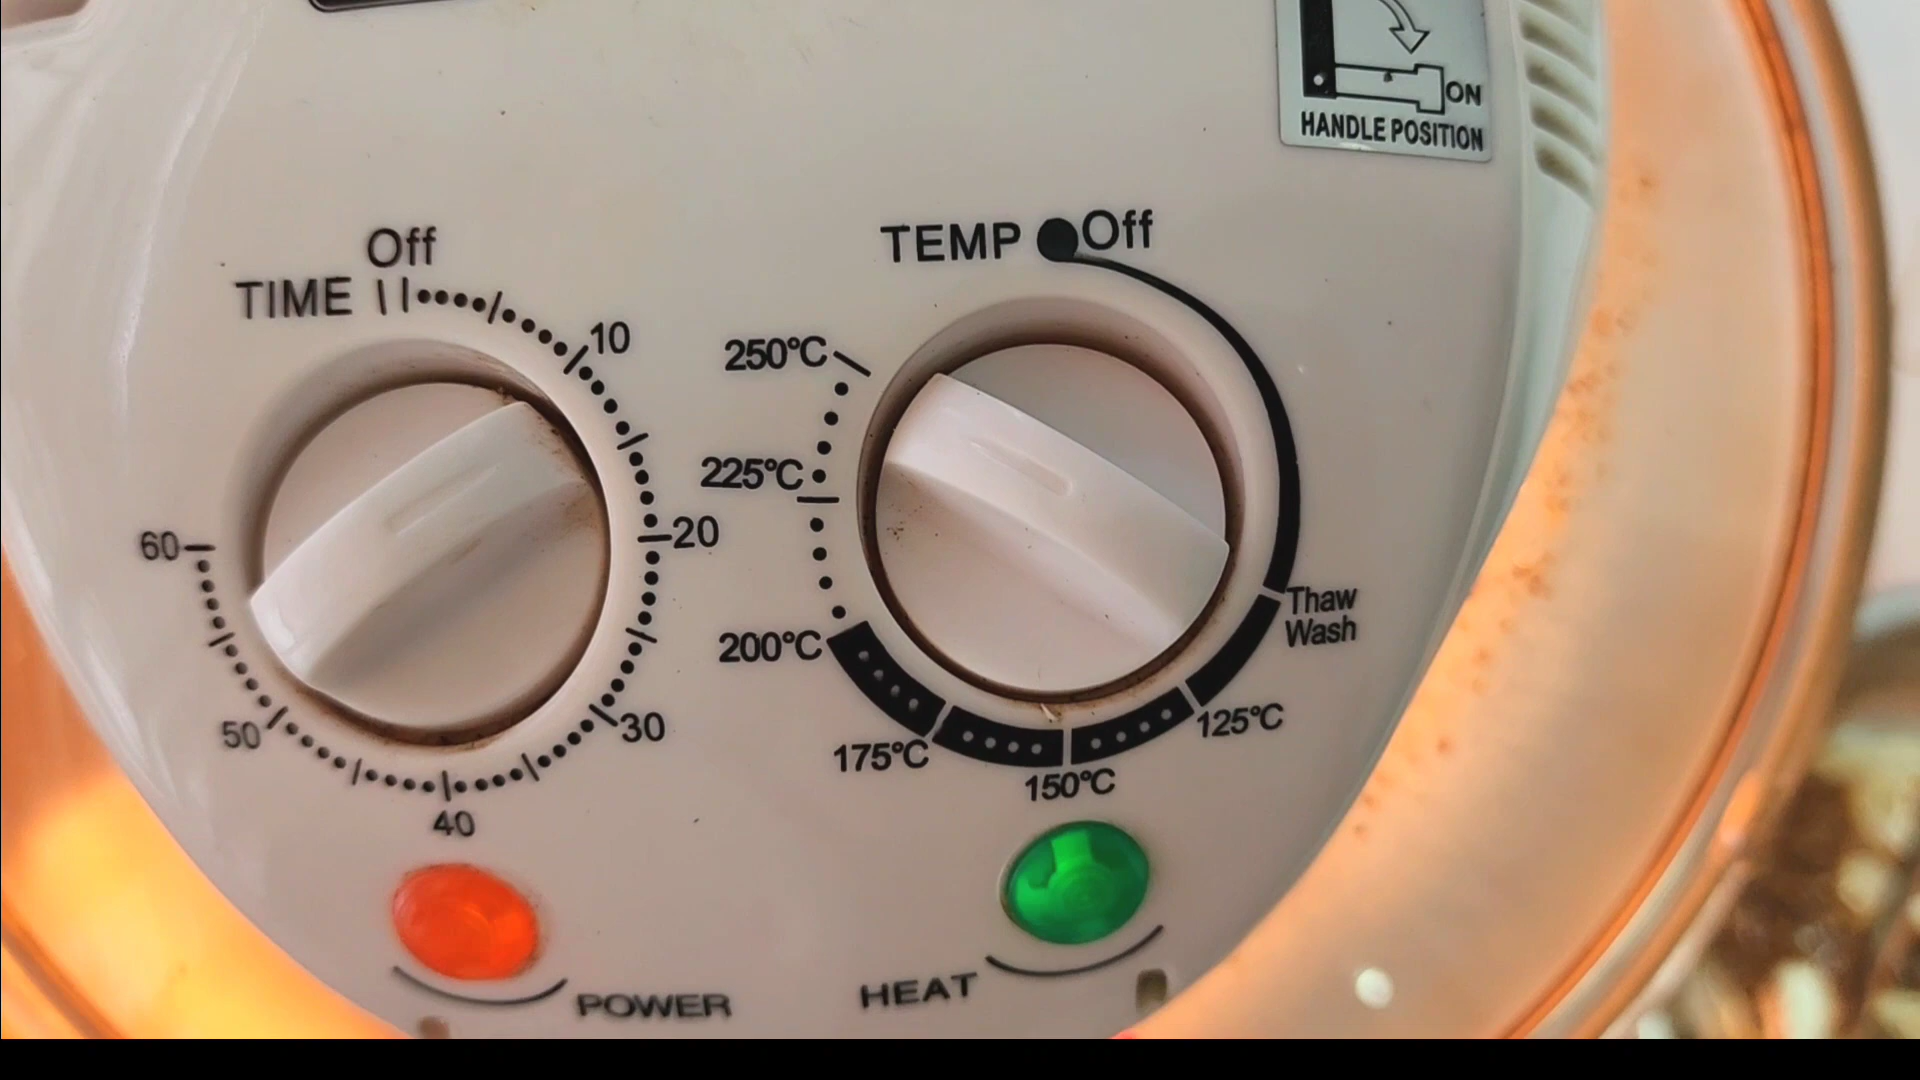 ON
HANDLE POSITION
Off
TIME
10
20
30
40
50
60
TEMP Off
Thaw
Wash
125°C
150°C
175°C
200°C
225°C
250°C
POWER
HEAT